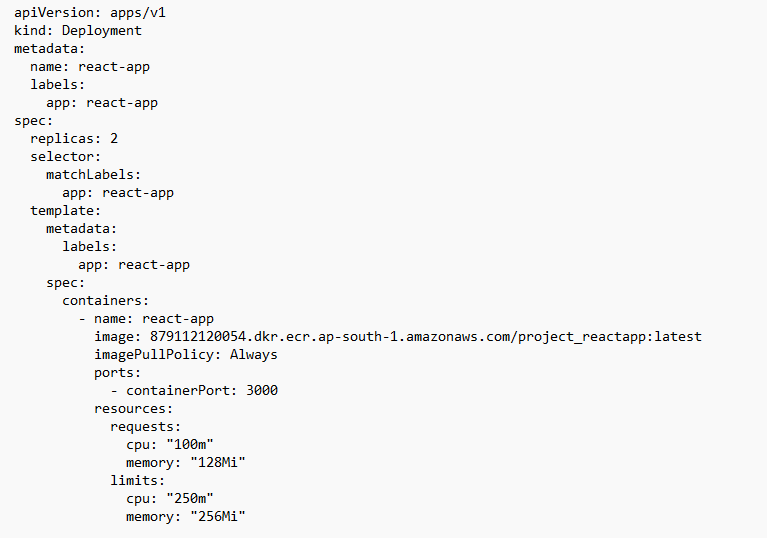 apiVersion: apps/v1
kind: Deployment
metadata:
  name: react-app
  labels:
    app: react-app
spec:
  replicas: 2
  selector:
    matchLabels:
      app: react-app
  template:
    metadata:
      labels:
        app: react-app
    spec:
      containers:
        - name: react-app
          image: 879112120054.dkr.ecr.ap-south-1.amazonaws.com/project_reactapp:latest
          imagePullPolicy: Always
          ports:
            - containerPort: 3000
          resources:
            requests:
              cpu: "100m"
              memory: "128Mi"
            limits:
              cpu: "250m"
              memory: "256Mi"